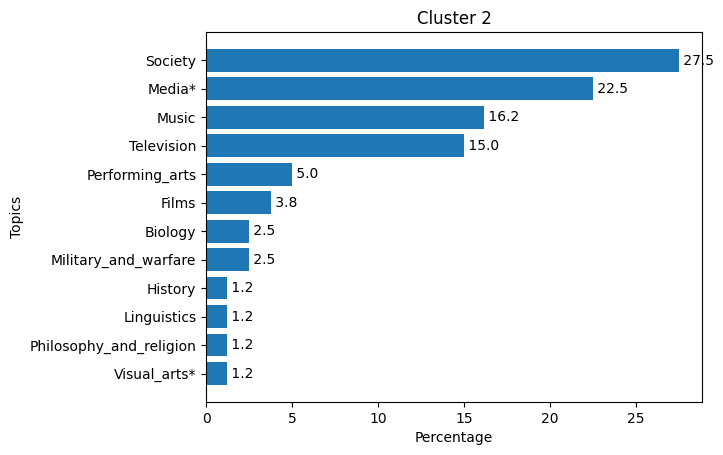 Cluster 2
Topics
Society 27.5
Media* 22.5
Music 16.2
Television 15.0
Performing_arts 5.0
Films 3.8
Biology 2.5
Military_and_warfare 2.5
History 1.2
Linguistics 1.2
Philosophy_and_religion 1.2
Visual_arts* 1.2
0 5 10 15 20 25
Percentage